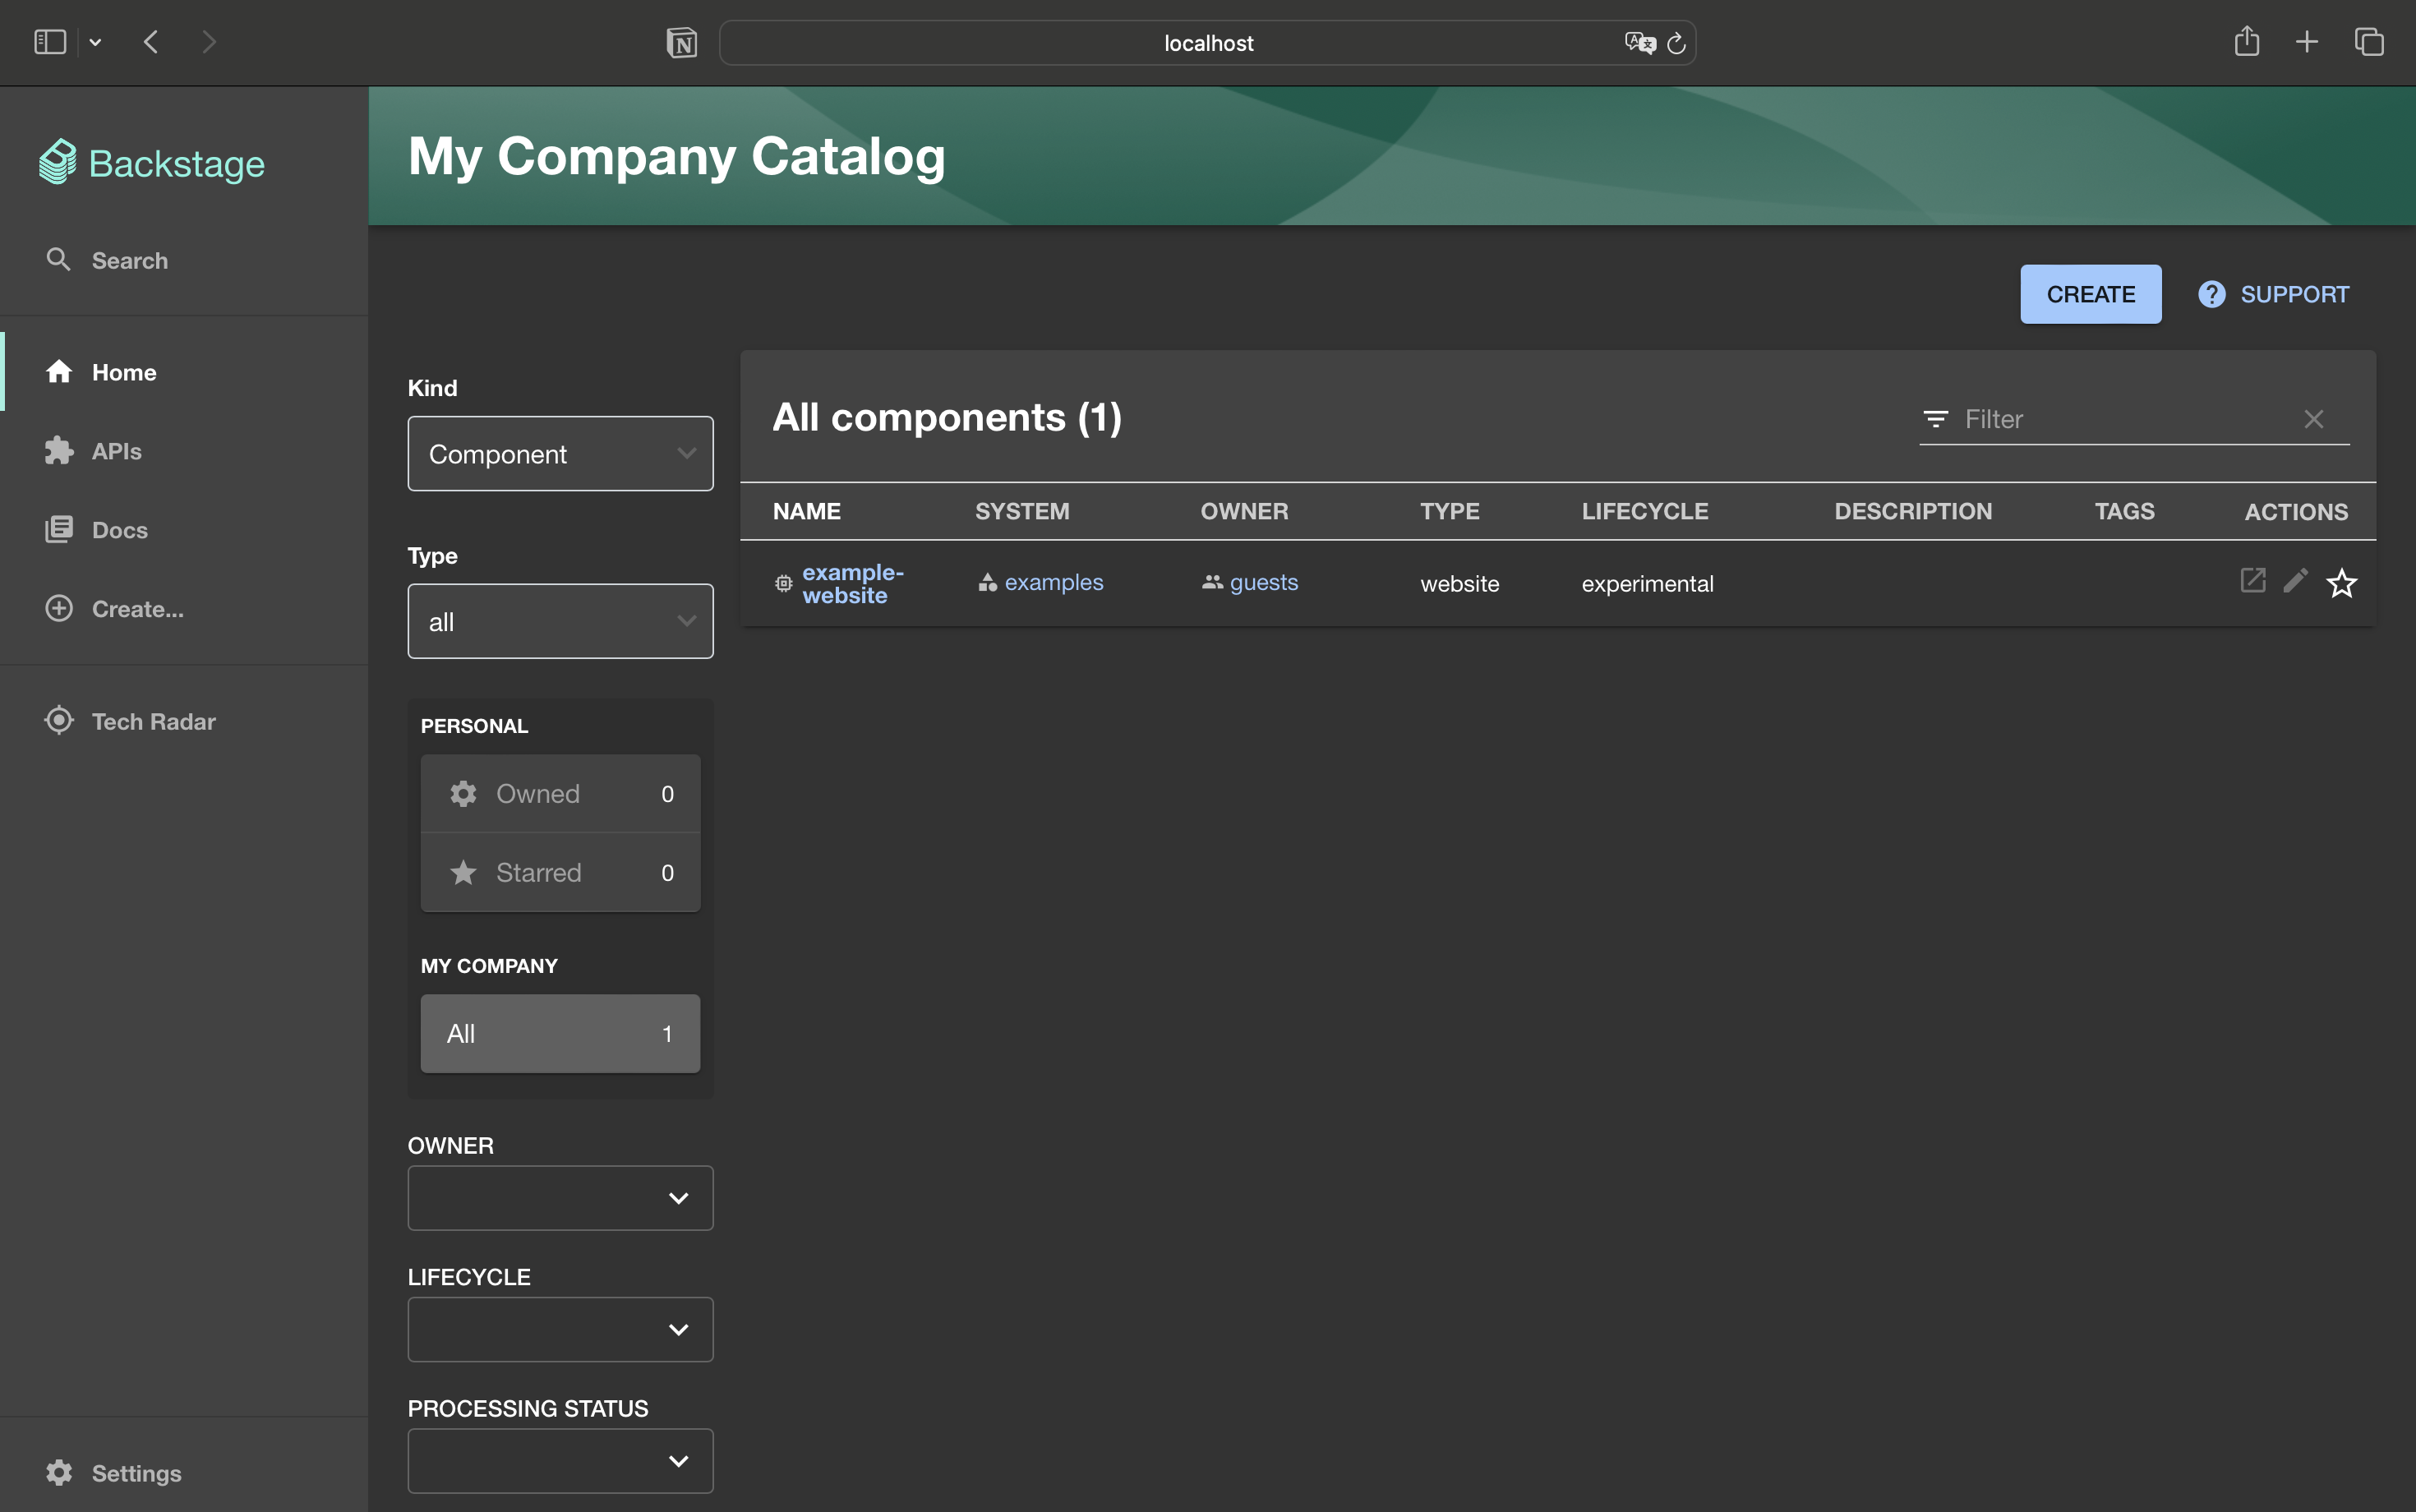 localhost
Backstage
Search
Home
APIs
Docs
Create...
Tech Radar
Settings
My Company Catalog
CREATE
SUPPORT
Kind
Component
Type
all
PERSONAL
Owned 0
Starred 0
MY COMPANY
All 1
OWNER
LIFECYCLE
PROCESSING STATUS
All components (1)
Filter
NAME SYSTEM OWNER TYPE LIFECYCLE DESCRIPTION TAGS ACTIONS
example-
website examples guests website experimental